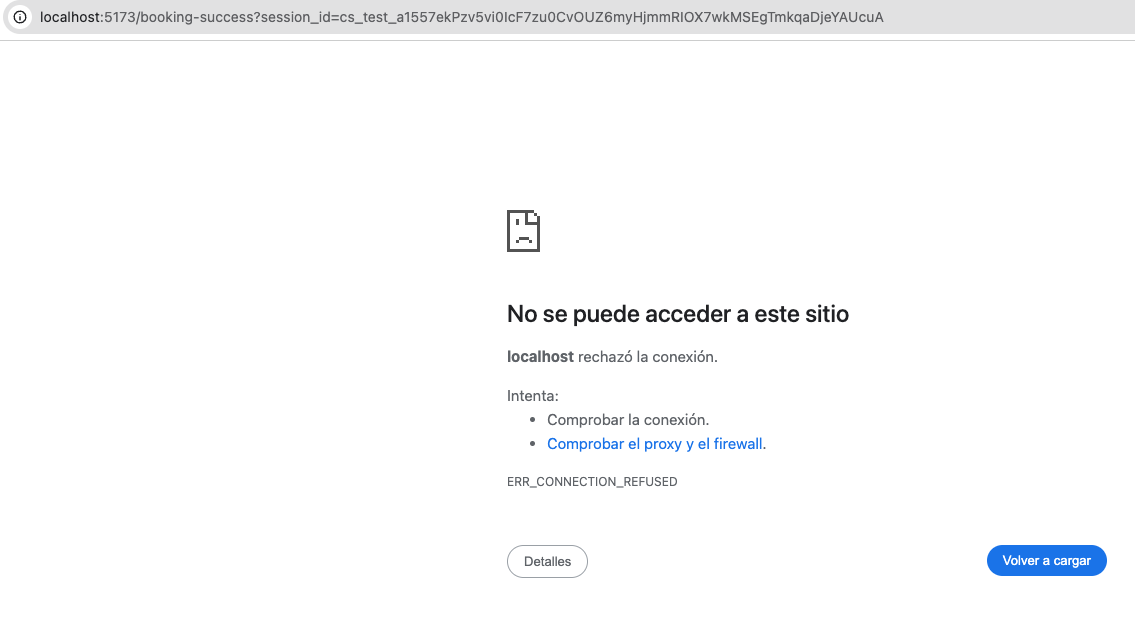 localhost:5173/booking-success?session_id=cs_test_a1557ekPzv5vi0IcF7zu0CvOUZ6myHjmmRIOX7wkMSEgTmkqaDjeYAUcuA
No se puede acceder a este sitio
localhost rechazó la conexión.
Intenta:
• Comprobar la conexión.
• Comprobar el proxy y el firewall.
ERR_CONNECTION_REFUSED
Detalles
Volver a cargar